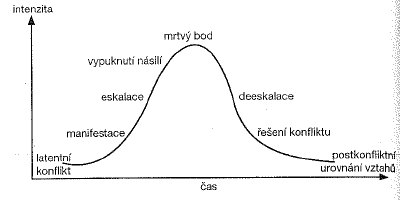 intenzita
mrtvý bod
vypuknutí násilí
eskalace
deeskalace
manifestace
řešení konfliktu
latentní
konflikt
postkonfliktní
urovnání vztahů
čas